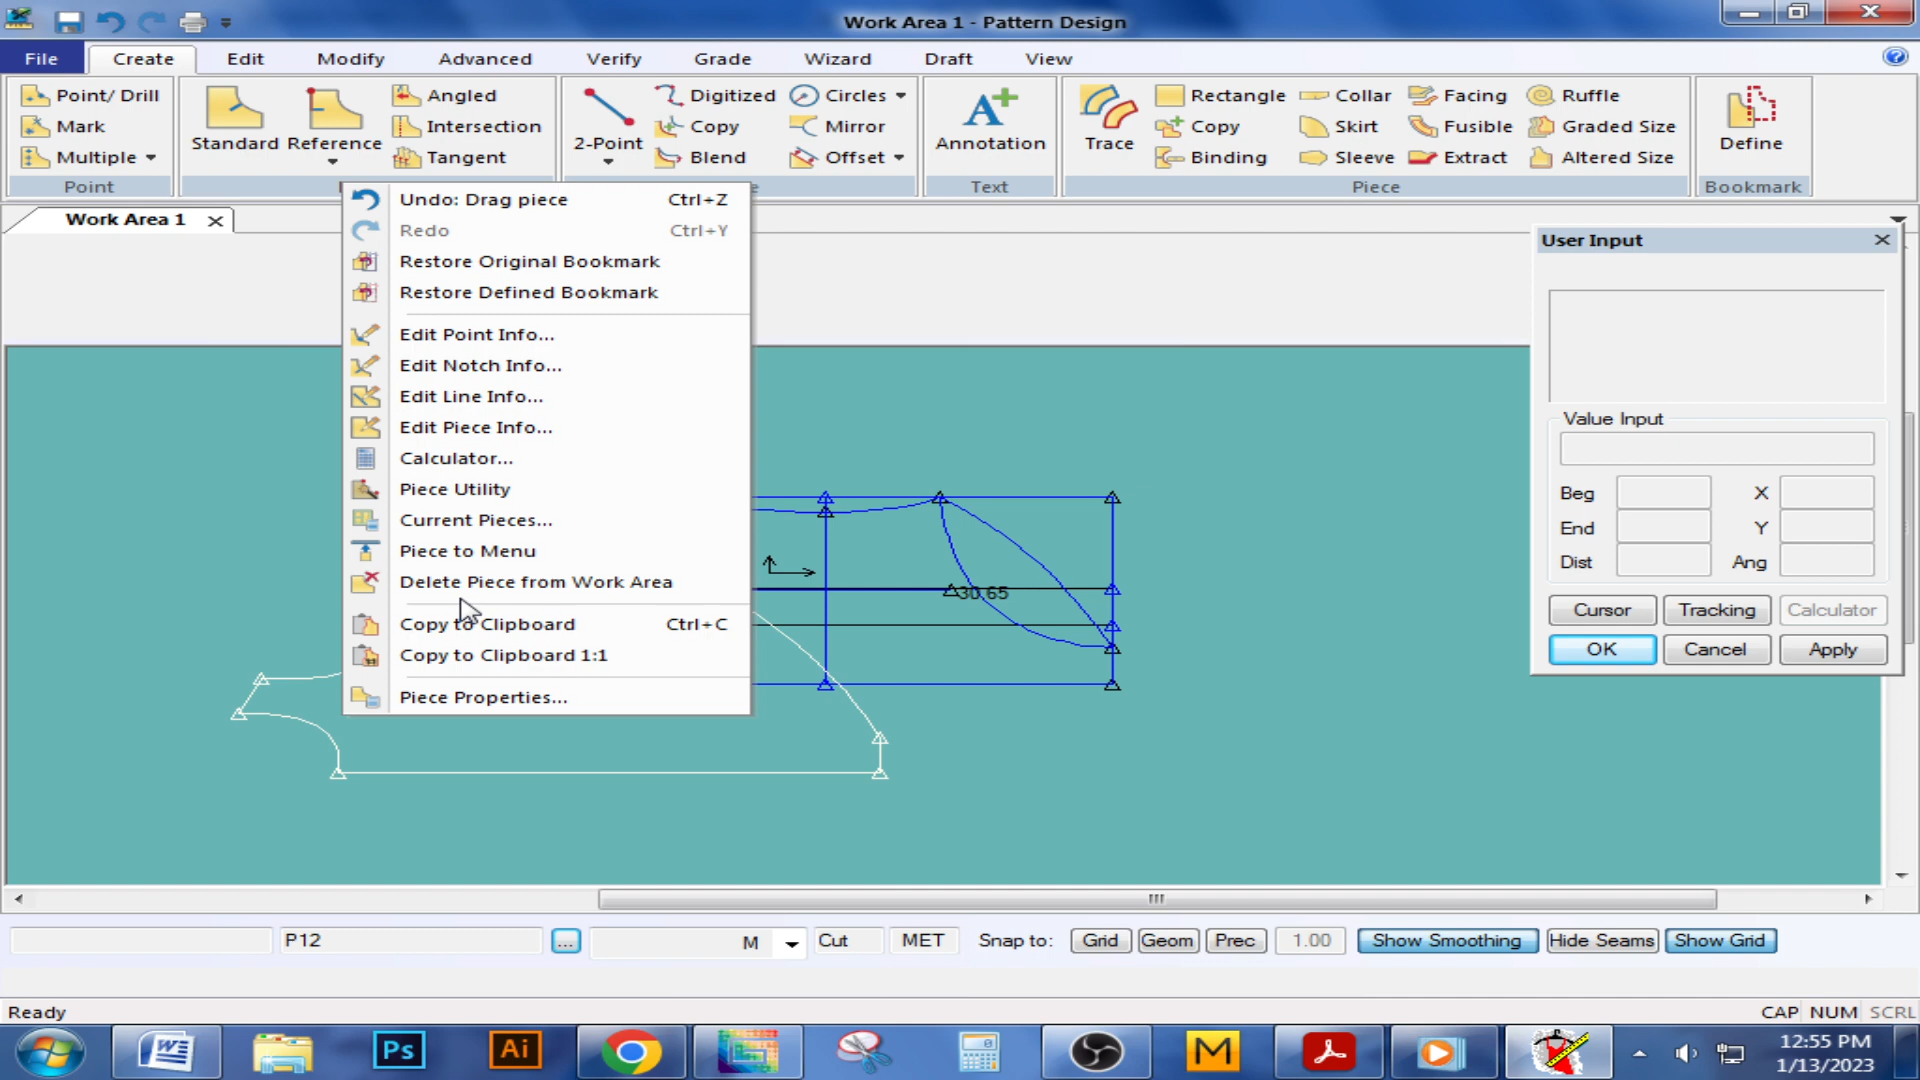 Work Area 1 - Pattern Design
File Create Edit Modify Advanced Verify Grade Wizard Draft View
Point/ Drill
Mark
Multiple
Point
Standard
Reference
Angled
Intersection
Tangent
2-Point
Digitized
Copy
Blend
Circles
Mirror
Offset
Annotation
Text
Trace
Rectangle
Copy
Binding
Collar
Skirt
Sleeve
Facing
Fusible
Extract
Ruffle
Graded Size
Altered Size
Piece
Define
Bookmark
Work Area 1
Undo: Drag piece Ctrl+Z
Redo Ctrl+Y
Restore Original Bookmark
Restore Defined Bookmark
Edit Point Info...
Edit Notch Info...
Edit Line Info...
Edit Piece Info...
Calculator...
Piece Utility
Current Pieces...
Piece to Menu
Delete Piece from Work Area
Copy to Clipboard Ctrl+C
Copy to Clipboard 1:1
Piece Properties...
30.65
User Input
Value Input
Beg X
End Y
Dist Ang
Cursor Tracking Calculator
OK Cancel Apply
P12 ... M Cut MET Snap to: Grid Geom Prec 1.00 Show Smoothing Hide Seams Show Grid
Ready CAP NUM SCRL
Ps
Ai
M
12:55 PM
1/13/2023